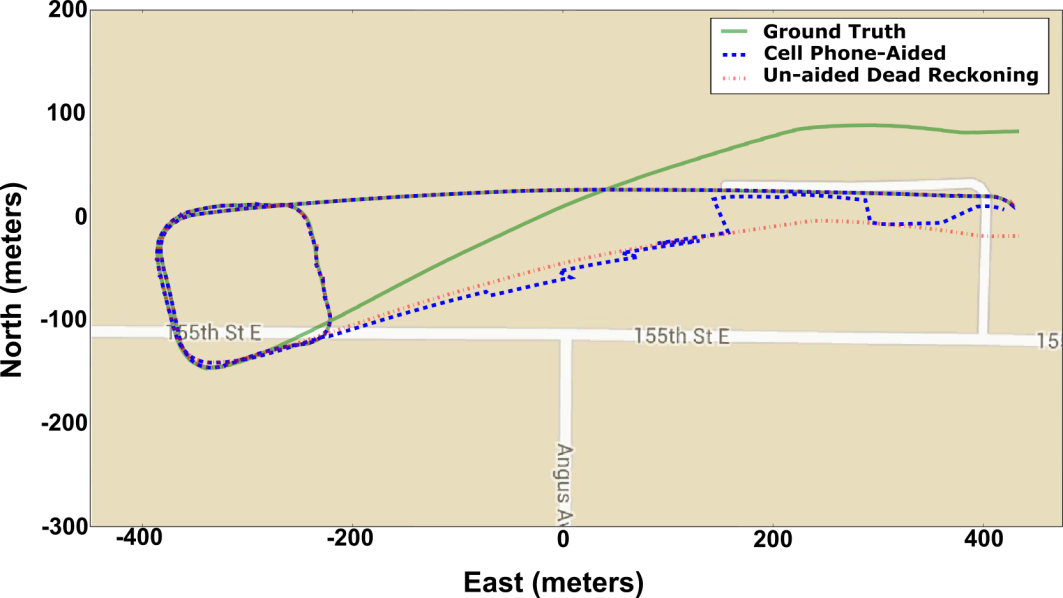 200
Ground Truth
Cell Phone-Aided
Un-aided Dead Reckoning
100
0
-100
-200
-300
North (meters)
155th St E
155th St E
155
Angus Av
-400
-200
0
200
400
East (meters)